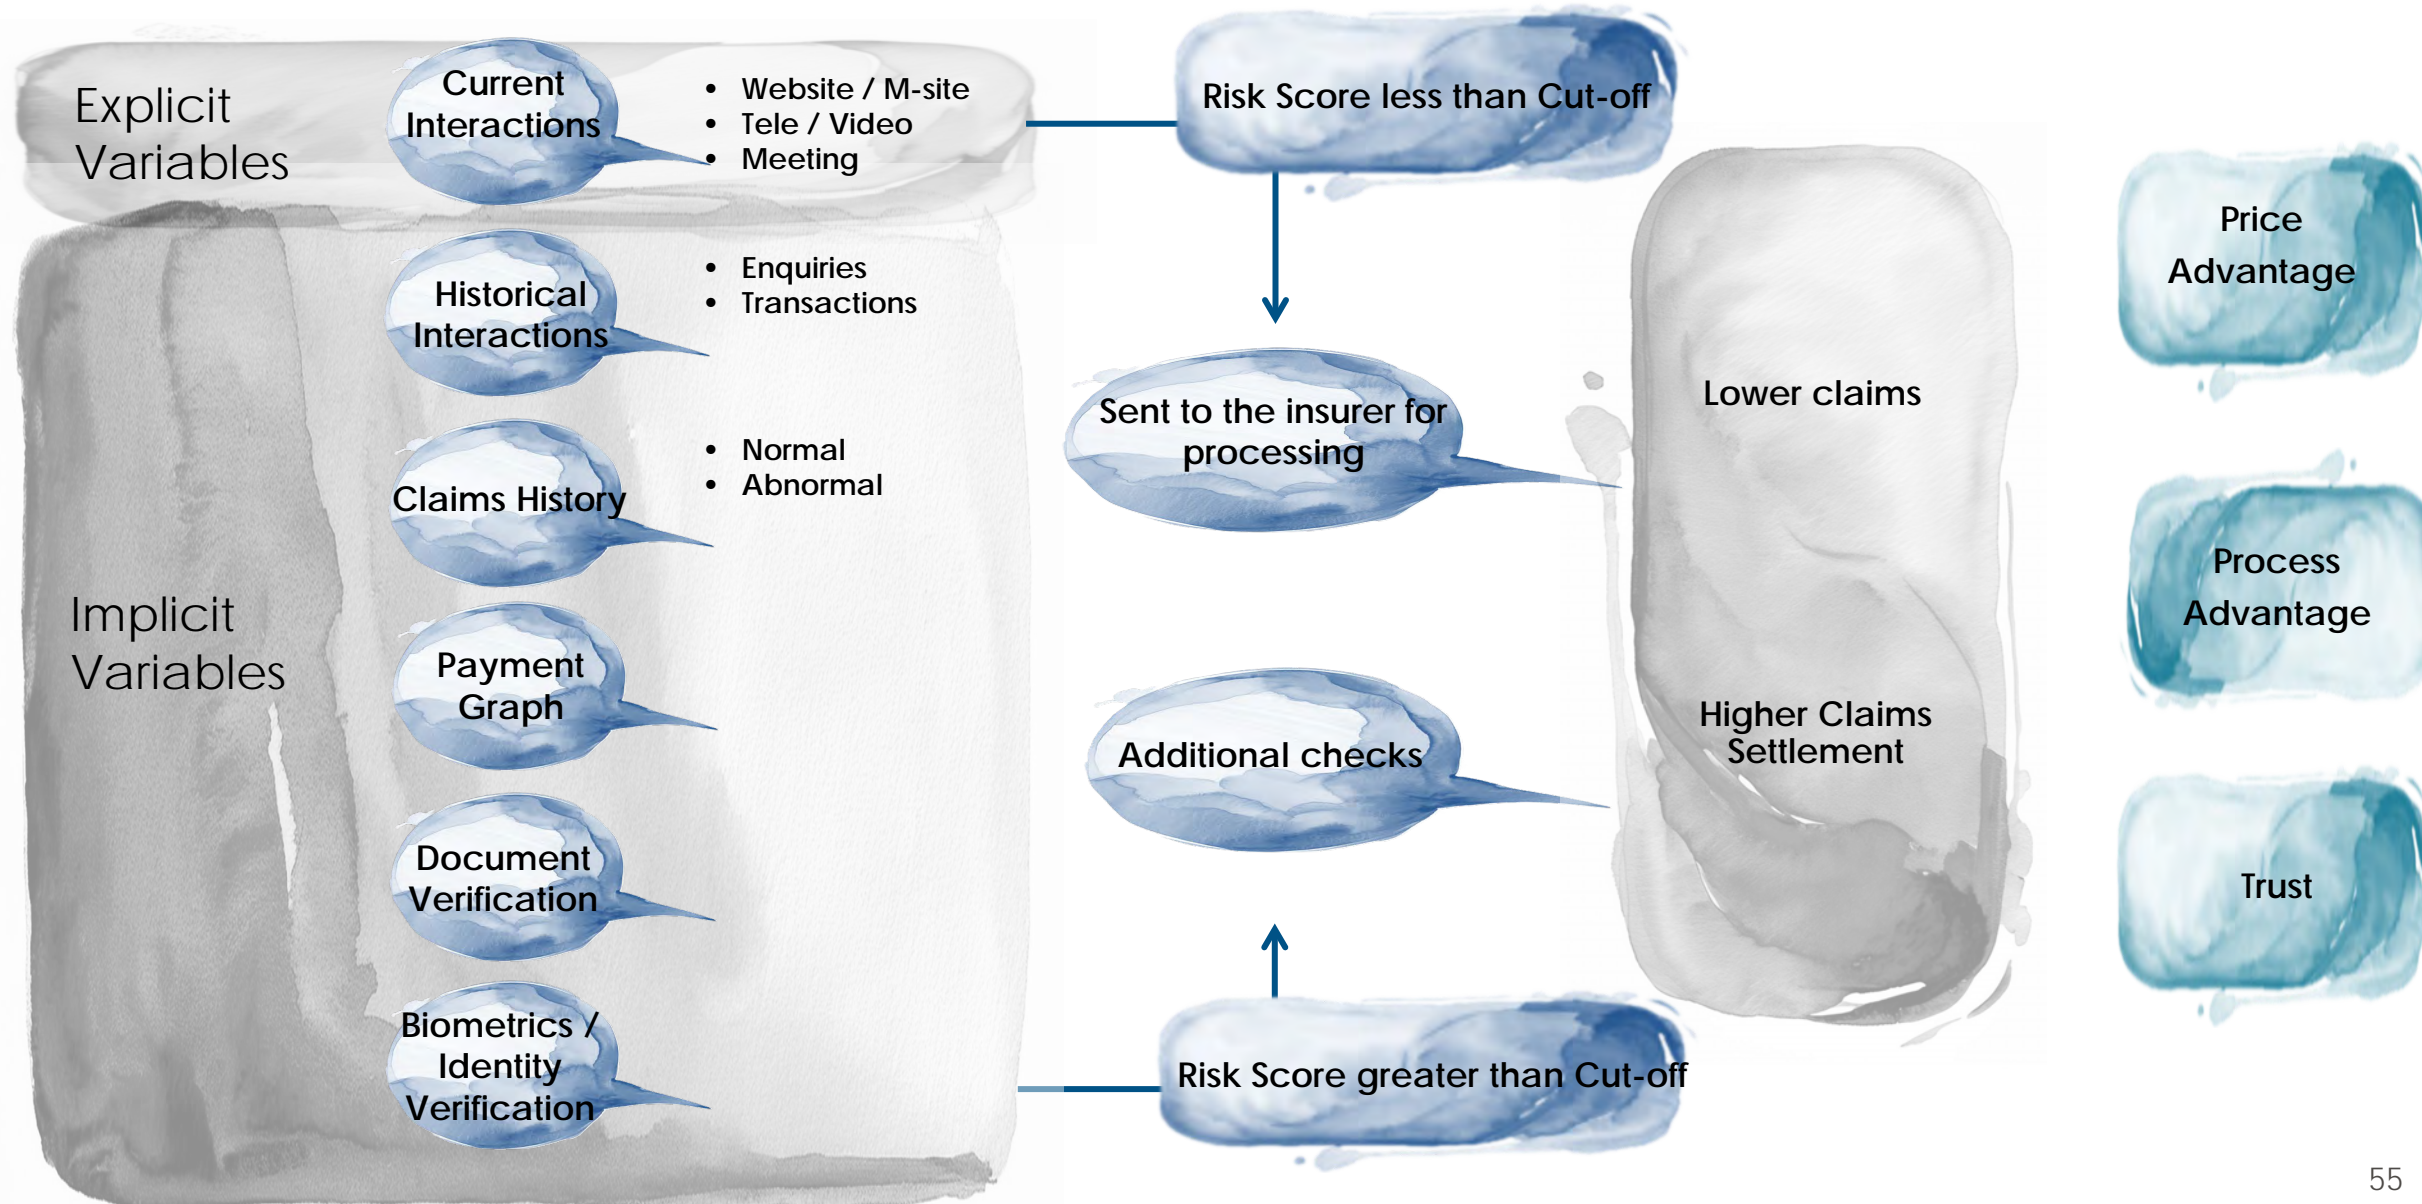 Explicit
Variables
Current
Interactions
• Website / M-site
• Tele / Video
• Meeting
Historical
Interactions
• Enquiries
• Transactions
Claims History
• Normal
• Abnormal
Implicit
Variables
Payment
Graph
Document
Verification
Biometrics /
Identity
Verification
Risk Score less than Cut-off
Sent to the insurer for
processing
Additional checks
Risk Score greater than Cut-off
Lower claims
Higher Claims
Settlement
Price
Advantage
Process
Advantage
Trust
55